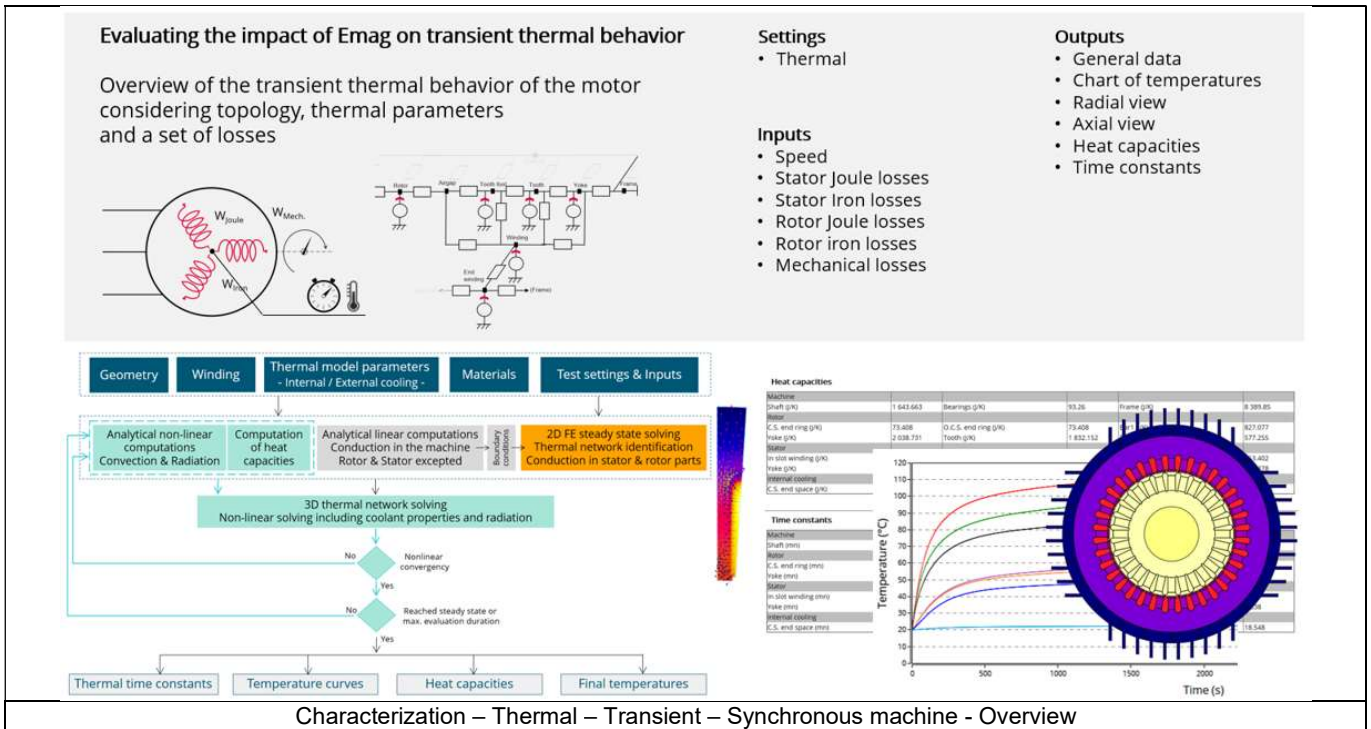 Evaluating the impact of Emag on transient thermal behavior
Overview of the transient thermal behavior of the motor
considering topology, thermal parameters
and a set of losses
Settings
• Thermal
Inputs
• Speed
• Stator Joule losses
• Stator Iron losses
• Rotor Joule losses
• Rotor iron losses
• Mechanical losses
Outputs
• General data
• Chart of temperatures
• Radial view
• Axial view
• Heat capacities
• Time constants
WJoule
WMech.
WIron
Rotor
Airgap
Tooth foot
Tooth
Yoke
Frame
Winding
End
winding
(Frame)
Geometry
Winding
Thermal model parameters
- Internal / External cooling -
Materials
Test settings & Inputs
Analytical non-linear
computations
Convection & Radiation
Computation
of heat
capacities
Analytical linear computations
Conduction in the machine
Rotor & Stator excepted
Boundary
conditions
2D FE steady state solving
Thermal network identification
Conduction in stator & rotor parts
3D thermal network solving
Non-linear solving including coolant properties and radiation
No
Nonlinear
convergency
Yes
No
Reached steady state or
max. evaluation duration
Yes
Thermal time constants
Temperature curves
Heat capacities
Final temperatures
Heat capacities
Machine
Shaft (J/K) 1 643.663 Bearings (J/K) 93.26 Frame (J/K) 8 389.85
Rotor
C.S. end ring (J/K) 73.408 O.C.S. end ring (J/K) 73.408 827.077
Yoke (J/K) 2 038.731 Tooth (J/K) 1 832.152 577.255
Stator
In slot winding (J/K)
Yoke (J/K)
Internal cooling
C.S. end space (J/K)
Time constants
Machine
Shaft (mn)
Rotor
C.S. end ring (mn)
Yoke (mn)
Stator
In slot winding (mn)
Yoke (mn)
Internal cooling
C.S. end space (mn) 18.548
Temperature (°C)
120
110
100
90
80
70
60
50
40
30
20
10
0
0 500 1000 1500 2000
Time (s)
Characterization – Thermal – Transient – Synchronous machine - Overview